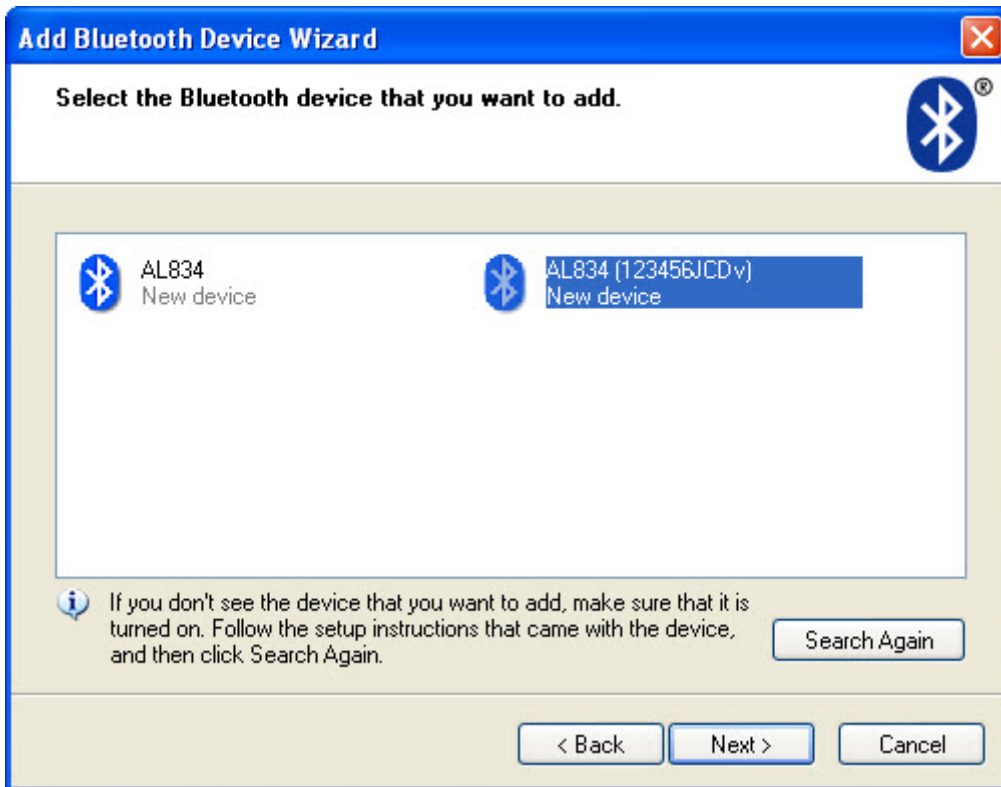 Add Bluetooth Device Wizard
Select the Bluetooth device that you want to add.
®
AL834
New device
AL834 (123456JCDv)
New device
If you don't see the device that you want to add, make sure that it is
turned on. Follow the setup instructions that came with the device,
and then click Search Again.
Search Again
< Back
Next >
Cancel